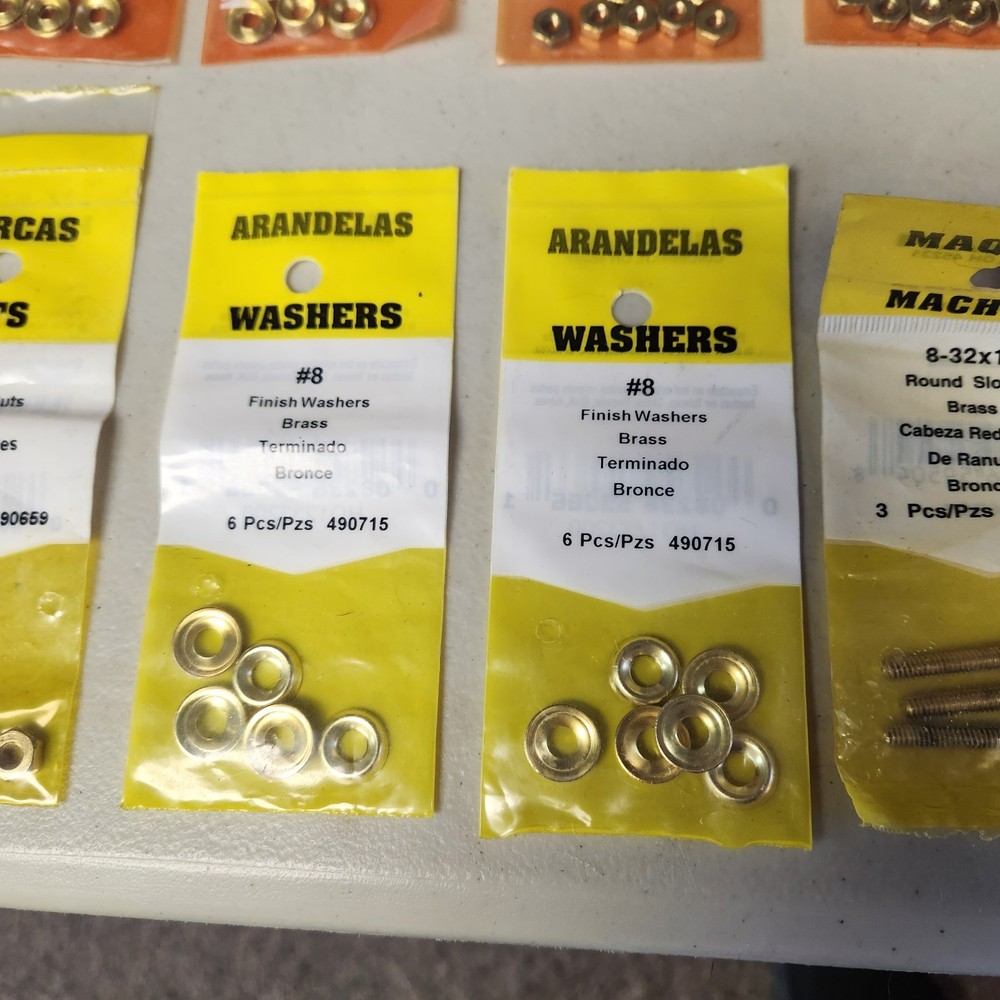 RCAS
TS
uts
es
90659
ARANDELAS
WASHERS
#8
Finish Washers
Brass
Terminado
Bronce
6 Pcs/Pzs 490715
ARANDELAS
WASHERS
#8
Finish Washers
Brass
Terminado
Bronce
6 Pcs/Pzs 490715
MAC
MACH
8-32x1
Round Slo
Brass
Cabeza Red
De Ranu
Bronc
3 Pcs/Pzs